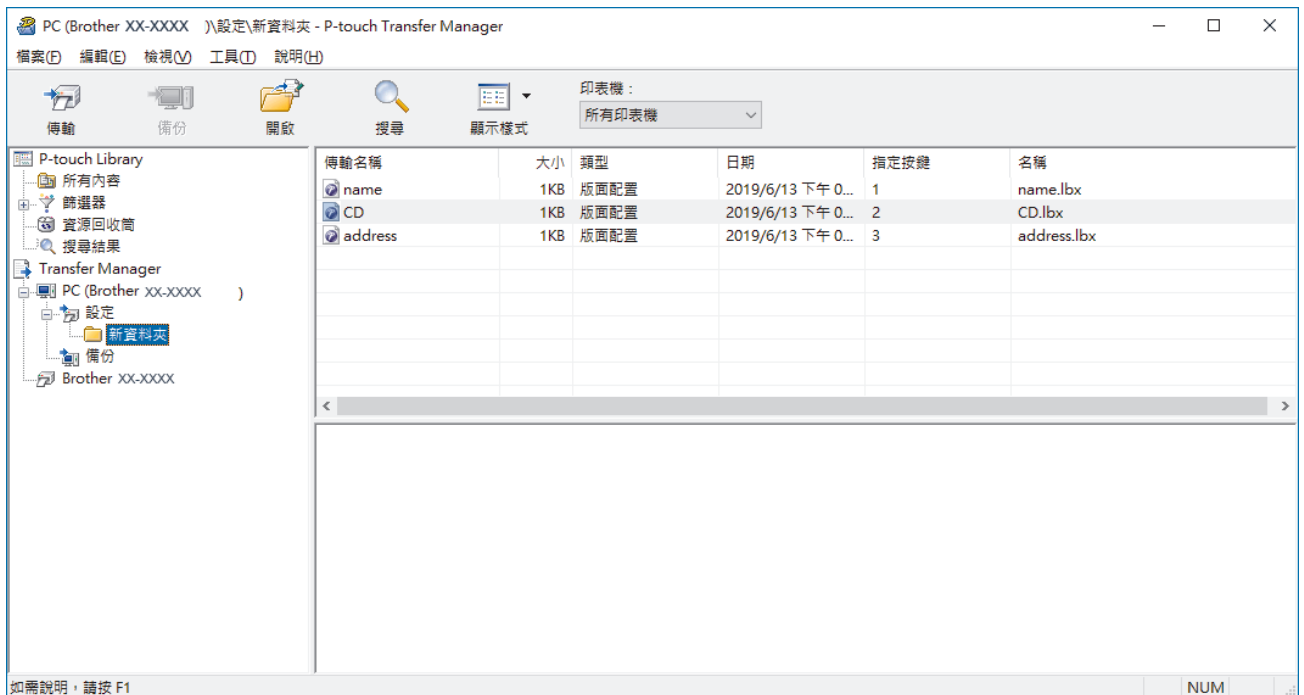 PC (Brother XX-XXXX )\設定\新資料夾 - P-touch Transfer Manager
檔案(F) 編輯(E) 檢視(V) 工具(T) 說明(H)
印表機：
所有印表機
傳輸 備份 開啟 搜尋 顯示樣式
P-touch Library
所有內容
篩選器
資源回收筒
搜尋結果
Transfer Manager
PC (Brother XX-XXXX )
設定
新資料夾
備份
Brother XX-XXXX
傳輸名稱 大小 類型 日期 指定按鍵 名稱
name 1KB 版面配置 2019/6/13 下午 0... 1 name.lbx
CD 1KB 版面配置 2019/6/13 下午 0... 2 CD.lbx
address 1KB 版面配置 2019/6/13 下午 0... 3 address.lbx
如需說明，請按 F1 NUM